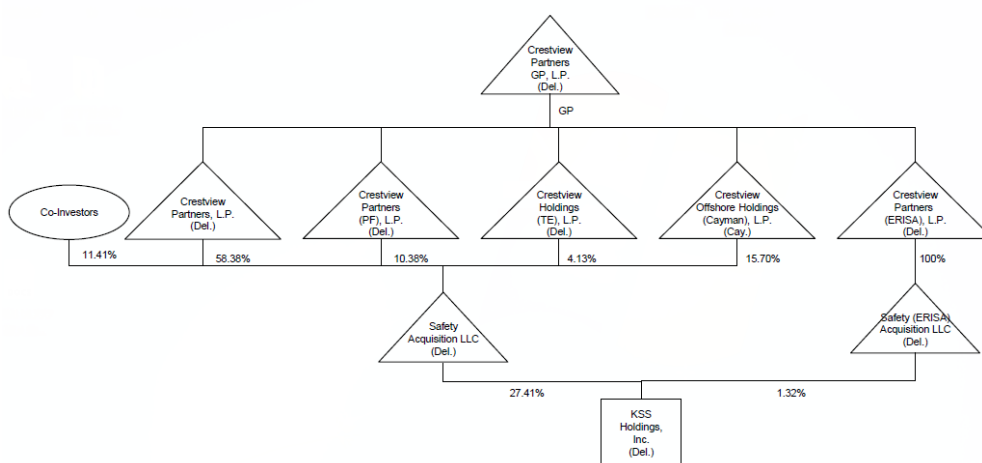 Crestview
Partners
GP, L.P.
(Del.)
GP
Co-Investors
Crestview
Partners, L.P.
(Del.)
Crestview
Partners
(PF), L.P.
(Del.)
Crestview
Holdings
(TE), L.P.
(Del.)
Crestview
Offshore Holdings
(Cayman), L.P.
(Cay.)
Crestview
Partners
(ERISA), L.P.
(Del.)
11.41%
58.38%
10.38%
4.13%
15.70%
100%
Safety
Acquisition LLC
(Del.)
Safety (ERISA)
Acquisition LLC
(Del.)
27.41%
1.32%
KSS
Holdings,
Inc.
(Del.)